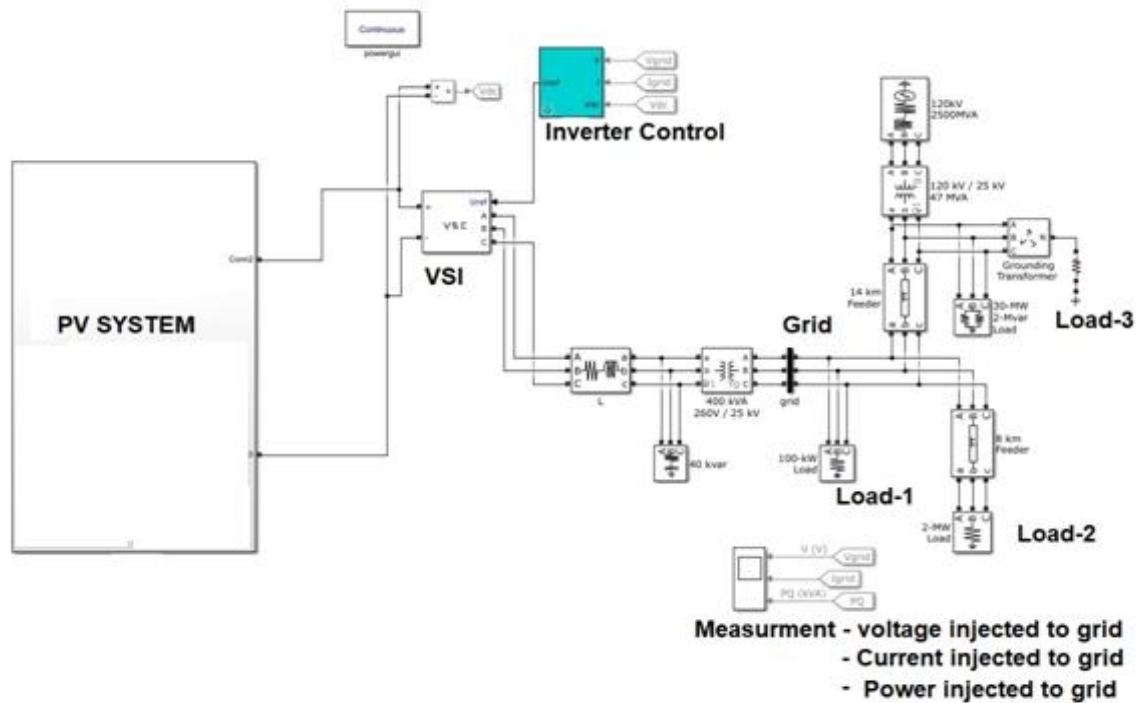 Continuous
powergui
Vdc
Vgrid
Igrid
Vdc
Inverter Control
120kV
2500MVA
A B C
120 kV / 25 kV
47 MVA
Uref
VSC
A
B
C
VSI
Con2
PV SYSTEM
14 km
Feeder
Grounding
Transformer
30-MW
2-Mvar
Load
Load-3
Grid
A
B
C
L
400 kVA
260V / 25 kV
grid
40 kvar
100-kW
Load
Load-1
8 km
Feeder
2-MW
Load
Load-2
V (V)
Vgrid
Igrid
PQ (kVA)
PQ
Measurment - voltage injected to grid
- Current injected to grid
- Power injected to grid